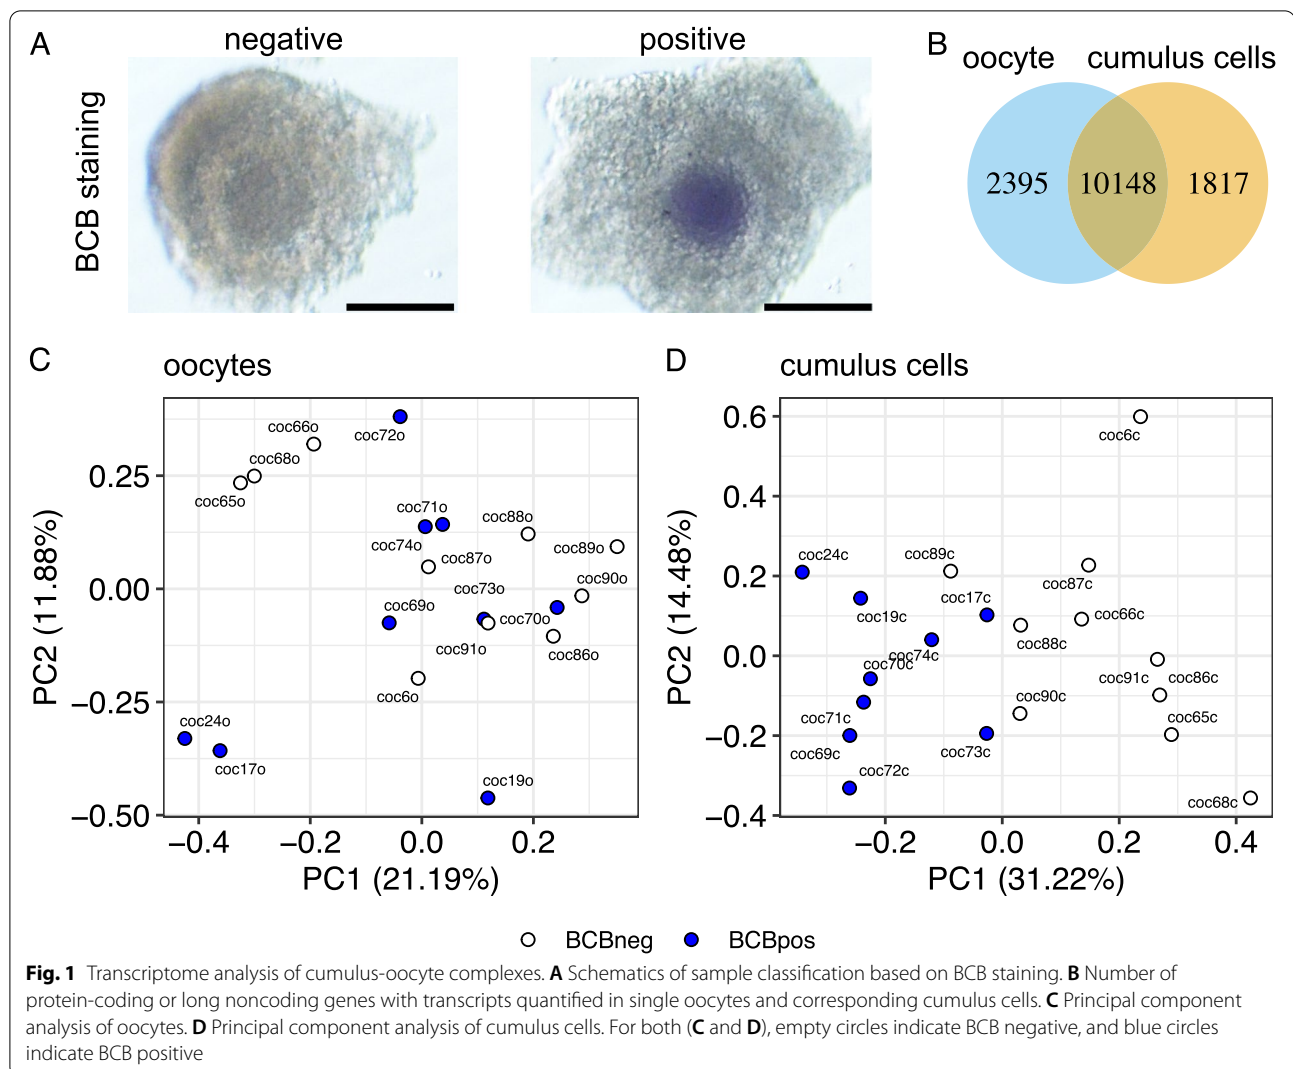 A
negative
positive
BCB staining
B
oocyte
cumulus cells
2395
10148
1817
C
oocytes
PC2 (11.88%)
0.25
0.00
−0.25
−0.50
coc66o
coc72o
coc68o
coc65o
coc71o
coc88o
coc74o
coc89o
coc87o
coc90o
coc73o
coc69o
coc70o
coc91o
coc86o
coc6o
coc24o
coc17o
coc19o
−0.4
−0.2
0.0
0.2
PC1 (21.19%)
D
cumulus cells
PC2 (14.48%)
0.6
0.4
0.2
0.0
−0.2
−0.4
coc6c
coc24c
coc89c
coc87c
coc17c
coc19c
coc66c
coc88c
coc74c
coc70c
coc91c
coc86c
coc90c
coc71c
coc65c
coc69c
coc73c
coc72c
coc68c
−0.2
0.0
0.2
0.4
PC1 (31.22%)
BCBneg
BCBpos
Fig. 1 Transcriptome analysis of cumulus-oocyte complexes. A Schematics of sample classification based on BCB staining. B Number of
protein-coding or long noncoding genes with transcripts quantified in single oocytes and corresponding cumulus cells. C Principal component
analysis of oocytes. D Principal component analysis of cumulus cells. For both (C and D), empty circles indicate BCB negative, and blue circles
indicate BCB positive